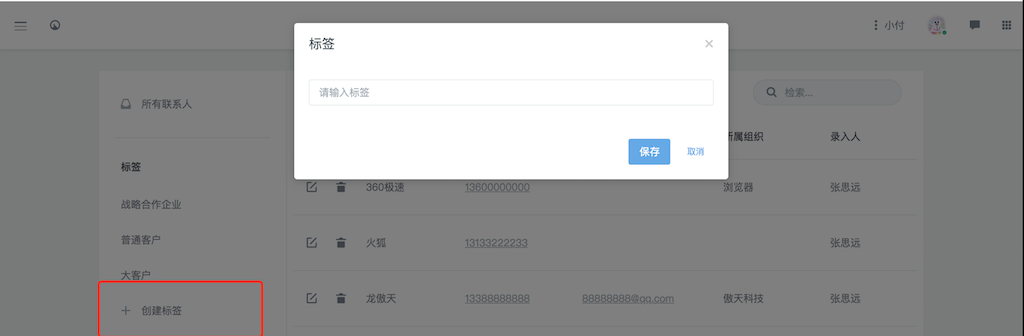 小付
标签
×
请输入标签
保存
取消
所有联系人
检索...
所属组织 录入人
标签
360极速 13600000000 浏览器 张思远
战略合作企业
普通客户
火狐 13133222233 张思远
大客户
龙傲天 13388888888 88888888@qq.com 傲天科技 张思远
创建标签